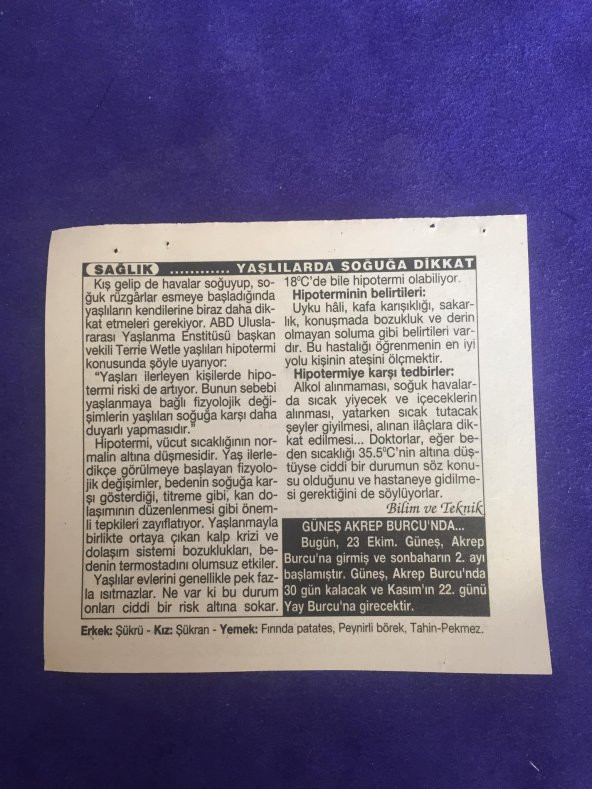 SAĞLIK ............ YAŞLILARDA SOĞUĞA DİKKAT
Kış gelip de havalar soğuyup, so-
ğuk rüzgârlar esmeye başladığında
yaşlıların kendilerine biraz daha dik-
kat etmeleri gerekiyor. ABD Ulusla-
rarası Yaşlanma Enstitüsü başkan
vekili Terrie Wetle yaşlıları hipotermi
konusunda şöyle uyarıyor:
"Yaşları ilerleyen kişilerde hipo-
termi riski de artıyor. Bunun sebebi
yaşlanmaya bağlı fizyolojik deği-
şimlerin yaşlıları soğuğa karşı daha
duyarlı yapmasıdır."
Hipotermi, vücut sıcaklığının nor-
malin altına düşmesidir. Yaş ilerle-
dikçe görülmeye başlayan fizyolo-
jik değişimler, bedenin soğuğa kar-
şı gösterdiği, titreme gibi, kan do-
laşımının düzenlenmesi gibi önem-
li tepkileri zayıflatıyor. Yaşlanmayla
birlikte ortaya çıkan kalp krizi ve
dolaşım sistemi bozuklukları, be-
denin termostadını olumsuz etkiler.
Yaşlılar evlerini genellikle pek faz-
la ısıtmazlar. Ne var ki bu durum
onları ciddi bir risk altına sokar.
18°C'de bile hipotermi olabiliyor.
Hipoterminin belirtileri:
Uyku hâli, kafa karışıklığı, sakar-
lık, konuşmada bozukluk ve derin
olmayan soluma gibi belirtileri var-
dır. Bu hastalığı öğrenmenin en iyi
yolu kişinin ateşini ölçmektir.
Hipotermiye karşı tedbirler:
Alkol alınmaması, soğuk havalar-
da sıcak yiyecek ve içeceklerin
alınması, yatarken sıcak tutacak
şeyler giyilmesi, alınan ilâçlara dik-
kat edilmesi... Doktorlar, eğer be-
den sıcaklığı 35.5°C'nin altına düş-
tüyse ciddi bir durumun söz konu-
su olduğunu ve hastaneye gidilme-
si gerektiğini de söylüyorlar.
Bilim ve Teknik
GÜNEŞ AKREP BURCU'NDA...
Bugün, 23 Ekim. Güneş, Akrep
Burcu'na girmiş ve sonbaharın 2. ayı
başlamıştır. Güneş, Akrep Burcu'nda
30 gün kalacak ve Kasım'ın 22. günü
Yay Burcu'na girecektir.
Erkek: Şükrü - Kız: Şükran - Yemek: Fırında patates, Peynirli börek, Tahin-Pekmez.